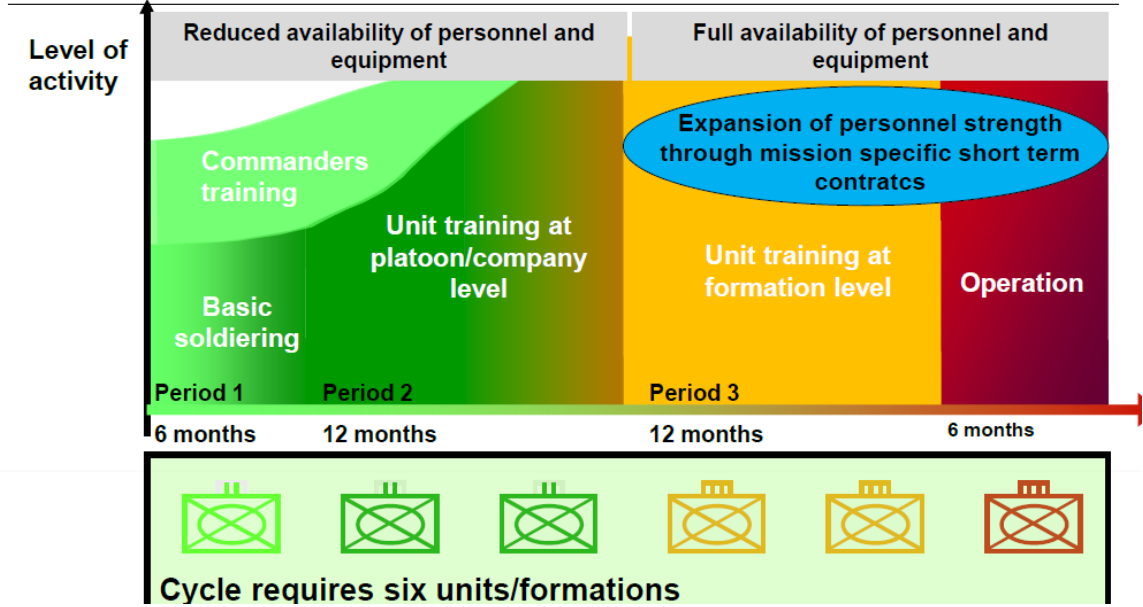 Level of
activity
Reduced availability of personnel and
equipment
Full availability of personnel and
equipment
Expansion of personnel strength
through mission specific short term
contratcs
Commanders
training
Unit training at
platoon/company
level
Unit training at
formation level
Operation
Basic
soldiering
Period 1
Period 2
Period 3
6 months
12 months
12 months
6 months
Cycle requires six units/formations